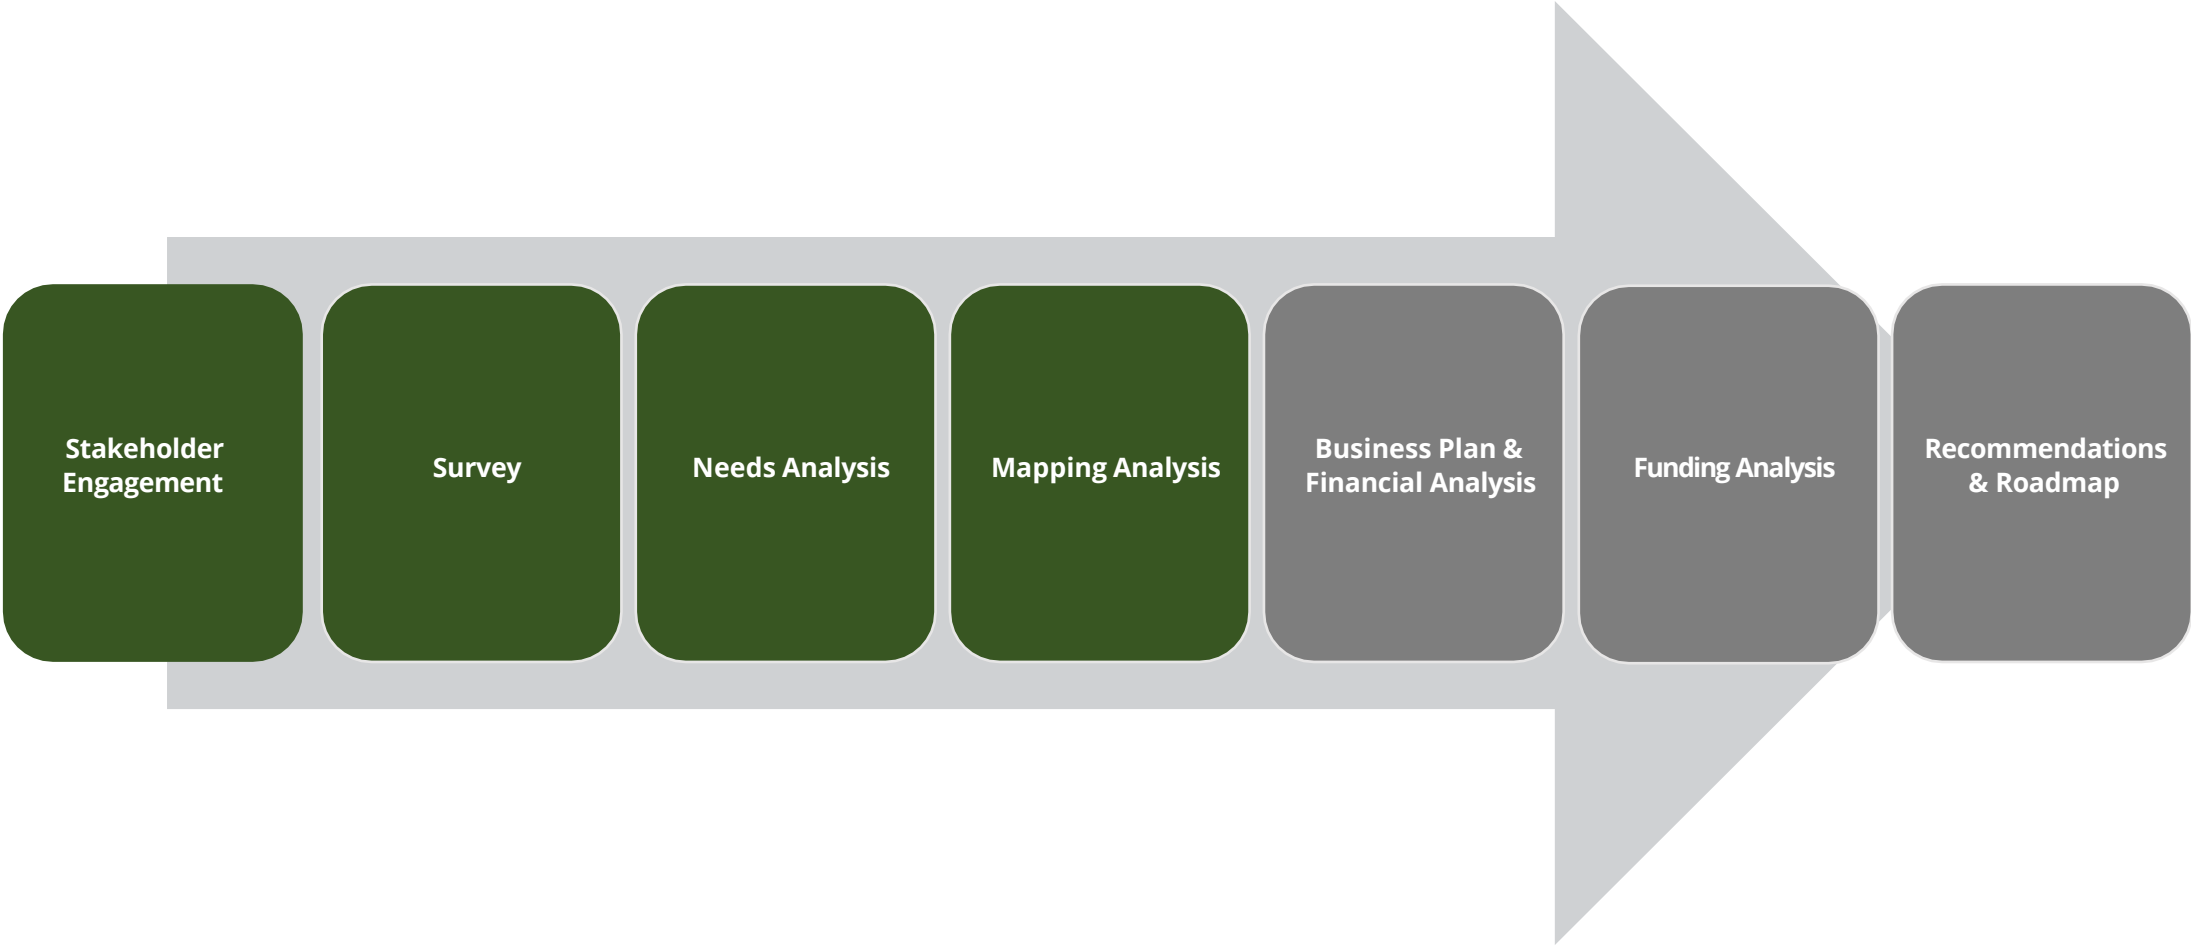 Stakeholder
Engagement
Survey
Needs Analysis
Mapping Analysis
Business Plan &
Financial Analysis
Funding Analysis
Recommendations
& Roadmap